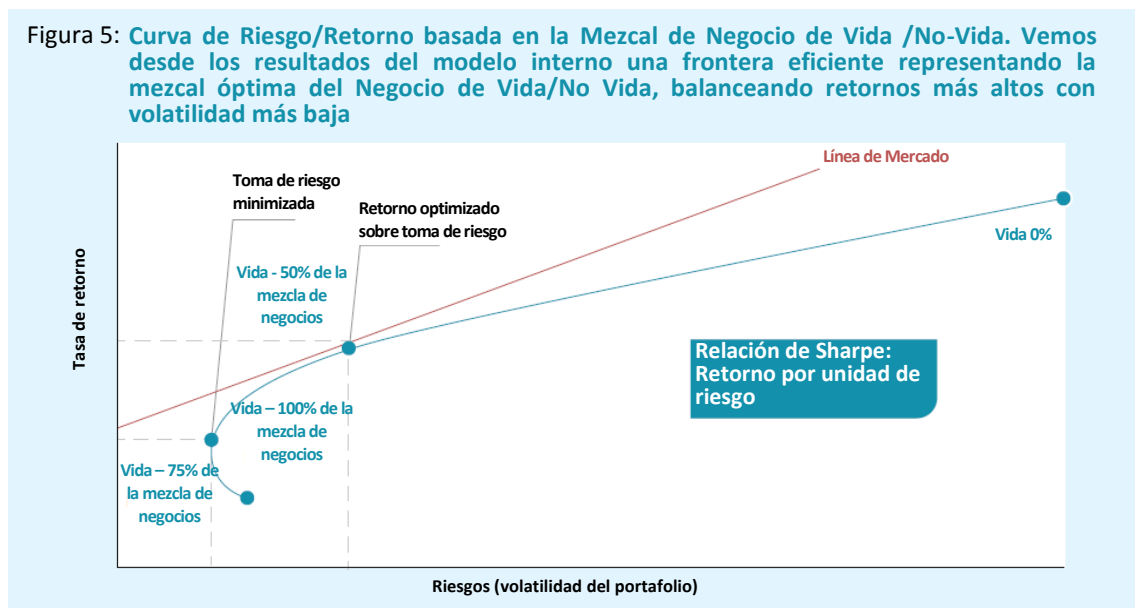 Figura 5: Curva de Riesgo/Retorno basada en la Mezcal de Negocio de Vida /No-Vida. Vemos
desde los resultados del modelo interno una frontera eficiente representando la
mezcal óptima del Negocio de Vida/No Vida, balanceando retornos más altos con
volatilidad más baja
Línea de Mercado
Toma de riesgo
minimizada
Retorno optimizado
sobre toma de riesgo
Vida 0%
Vida - 50% de la
mezcla de
negocios
Tasa de retorno
Relación de Sharpe:
Retorno por unidad de
riesgo
Vida – 100% de la
mezcla de
negocios
Vida – 75% de
la mezcla de
negocios
Riesgos (volatilidad del portafolio)